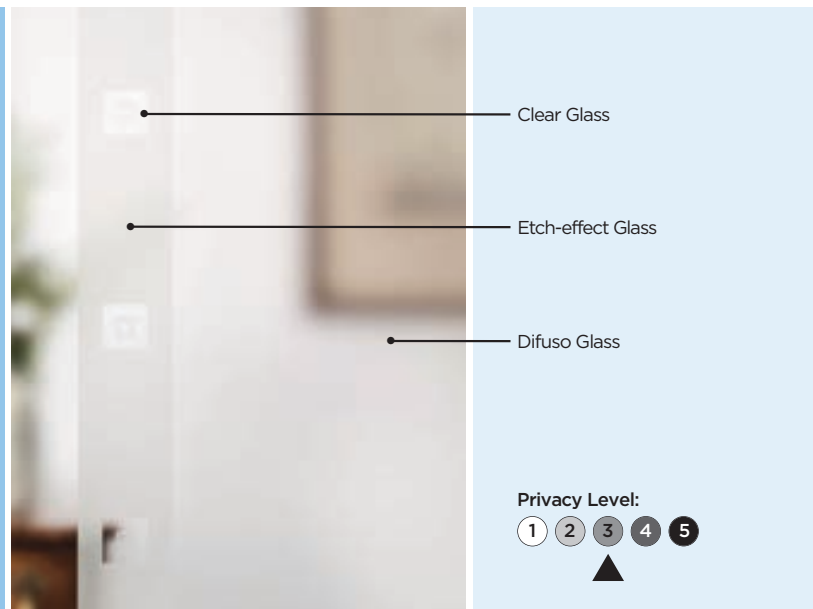 Clear Glass
Etch-effect Glass
Difuso Glass
Privacy Level:
1 2 3 4 5